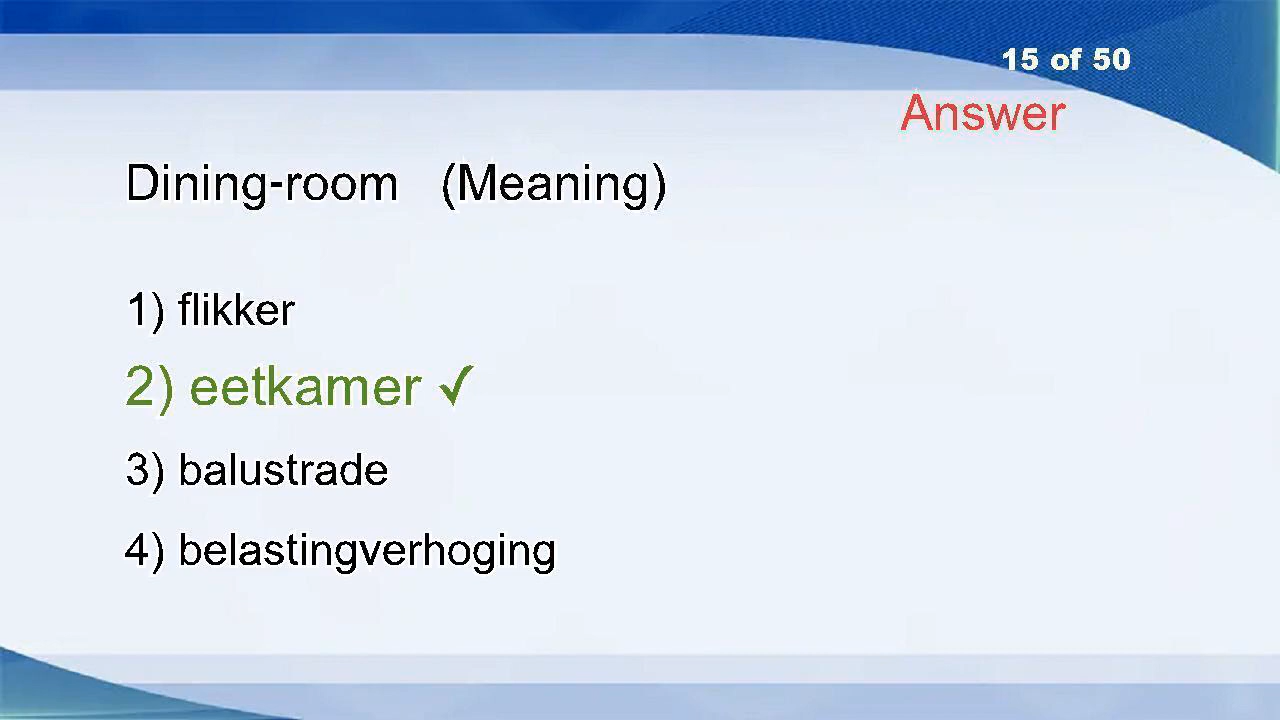 15 of 50
Answer
Dining-room (Meaning)
1) flikker
2) eetkamer ✓
3) balustrade
4) belastingverhoging